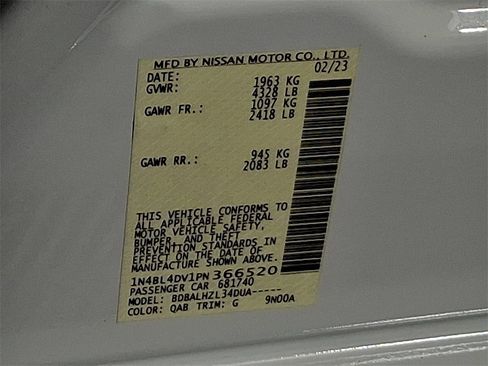 MFD BY NISSAN MOTOR CO., LTD.
DATE: 02/23
GVWR: 1963 KG
4328 LB
GAWR FR.: 1097 KG
2418 LB
GAWR RR.: 945 KG
2083 LB
THIS VEHICLE CONFORMS TO
ALL APPLICABLE FEDERAL
MOTOR VEHICLE SAFETY,
BUMPER, AND THEFT
PREVENTION STANDARDS IN
EFFECT ON THE DATE OF
MANUFACTURE SHOWN ABOVE.
1N4BL4DV1PN366520
PASSENGER CAR 681740
MODEL: BDBALHZL34DUA-----
COLOR: QAB TRIM: G 9N00A